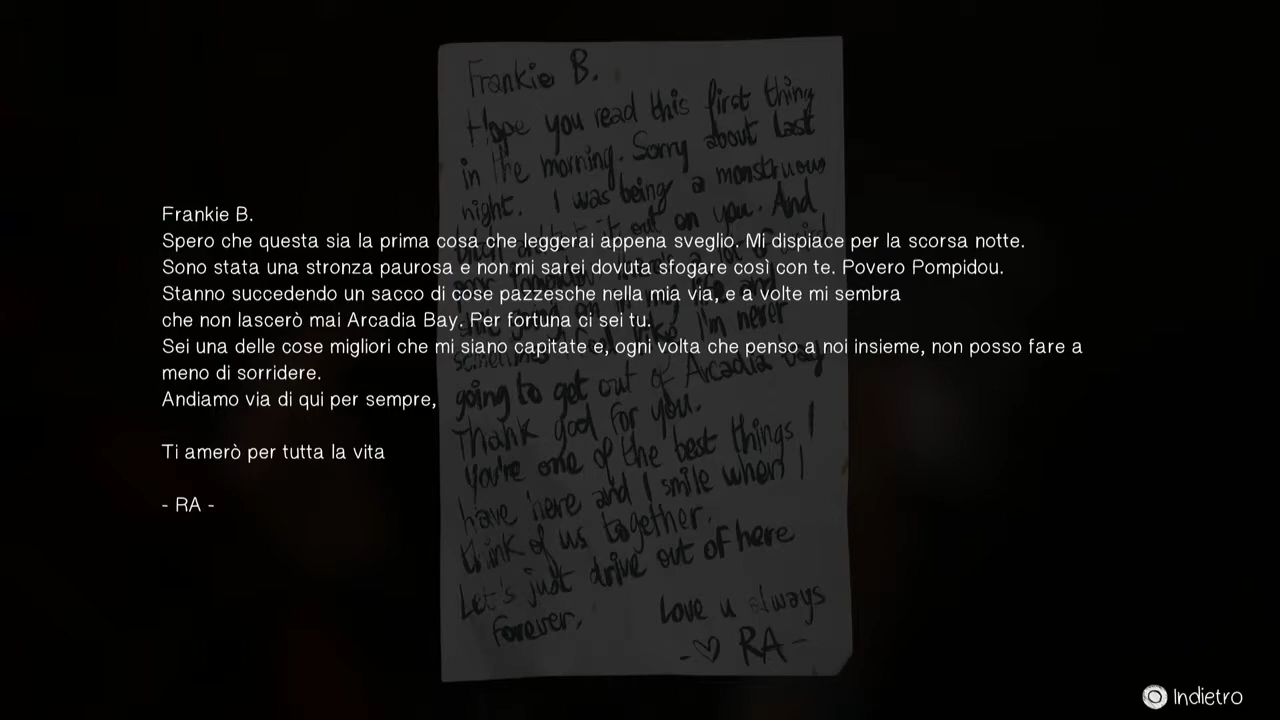 Frankie B.
Spero che questa sia la prima cosa che leggerai appena sveglio. Mi dispiace per la scorsa notte.
Sono stata una stronza paurosa e non mi sarei dovuta sfogare così con te. Povero Pompidou.
Stanno succedendo un sacco di cose pazzesche nella mia via, e a volte mi sembra
che non lascerò mai Arcadia Bay. Per fortuna ci sei tu.
Sei una delle cose migliori che mi siano capitate e, ogni volta che penso a noi insieme, non posso fare a
meno di sorridere.
Andiamo via di qui per sempre,
Ti amerò per tutta la vita
- RA -
Frankie B.
Hope you read this first thing
in the morning. Sorry about last
night. I was being a monstruous
it out on you. And
I'm never
going to get out of Arcadia bay
Thank god for you.
You're one of the best things I
have here and I smile when I
think of us together.
Let's just drive out of here
forever,
Love u always
- ♡ RA -
Indietro